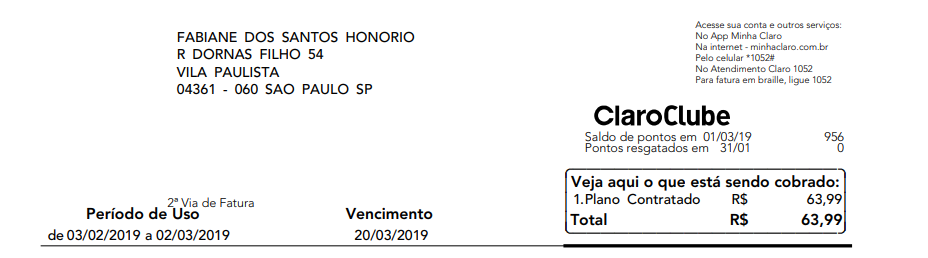 FABIANE DOS SANTOS HONORIO
R DORNAS FILHO 54
VILA PAULISTA
04361 - 060 SAO PAULO SP
Acesse sua conta e outros serviços:
No App Minha Claro
Na internet - minhaclaro.com.br
Pelo celular *1052#
No Atendimento Claro 1052
Para fatura em braille, ligue 1052
ClaroClube
Saldo de pontos em 01/03/19 956
Pontos resgatados em 31/01 0
Veja aqui o que está sendo cobrado:
1.Plano Contratado R$ 63,99
Total R$ 63,99
2ª Via de Fatura
Período de Uso Vencimento
de 03/02/2019 a 02/03/2019 20/03/2019